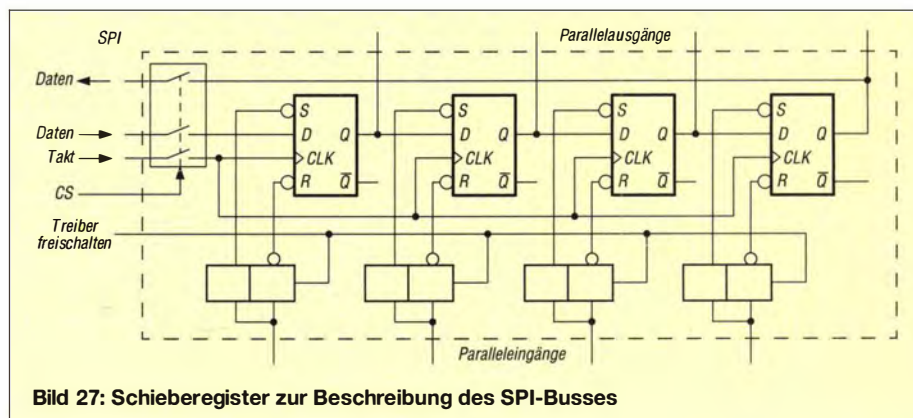 SPI
Parallelausgänge
Daten
Daten
Takt
CS
Treiber
freischalten
S
D Q
CLK
R Q̅
S
D Q
CLK
R Q̅
S
D Q
CLK
R Q̅
S
D Q
CLK
R Q̅
Paralleleingänge
Bild 27: Schieberegister zur Beschreibung des SPI-Busses